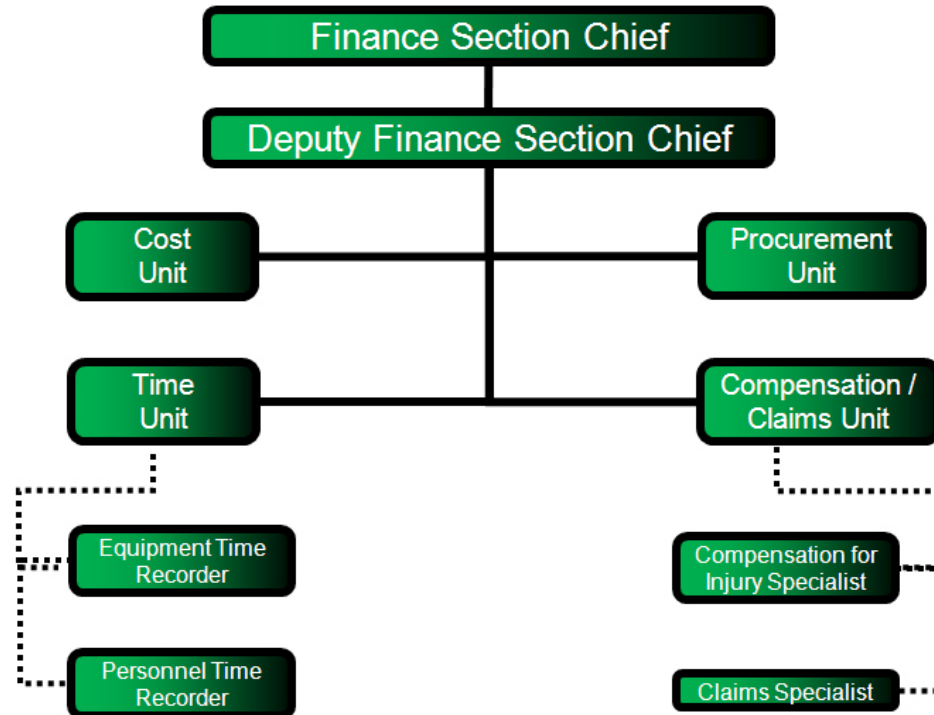 Finance Section Chief
Deputy Finance Section Chief
Cost
Unit
Procurement
Unit
Time
Unit
Compensation /
Claims Unit
Equipment Time
Recorder
Compensation for
Injury Specialist
Personnel Time
Recorder
Claims Specialist